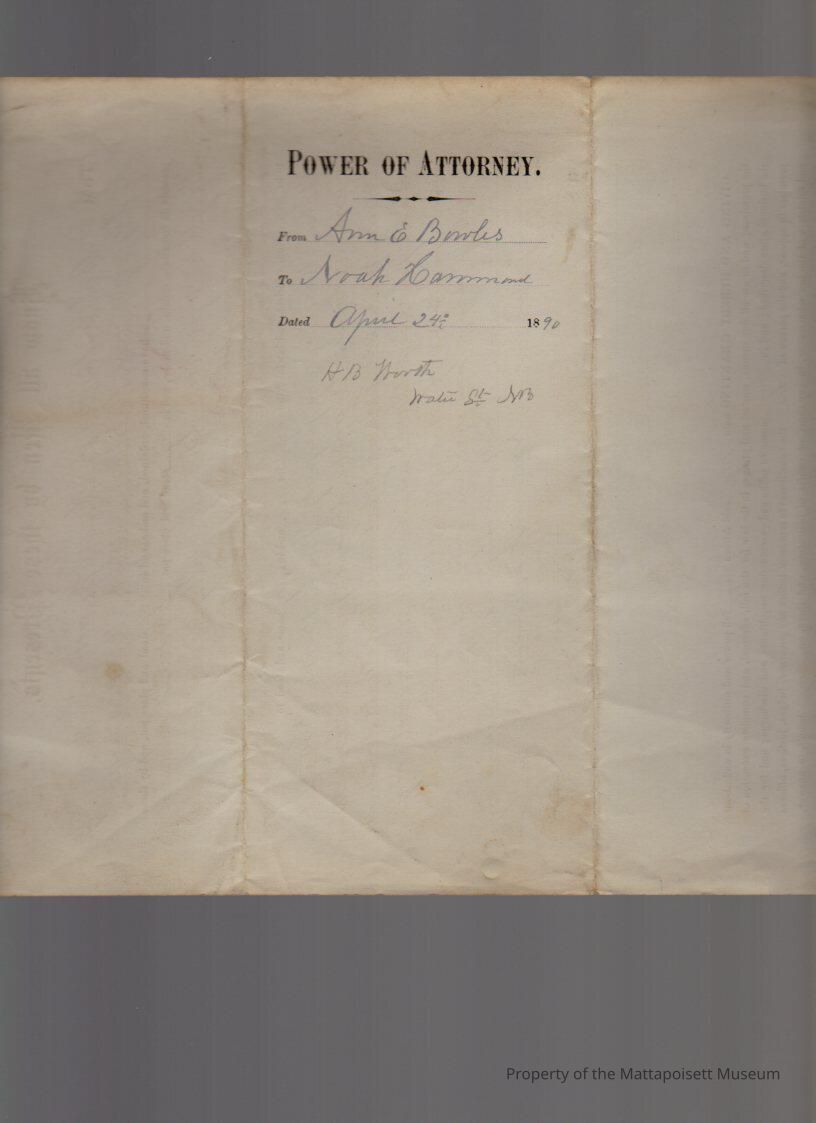 POWER OF ATTORNEY.
From Ann E Bowles
To Noah Hammond
Dated April 24th 1890
H B Worth
Water St NB
Property of the Mattapoisett Museum